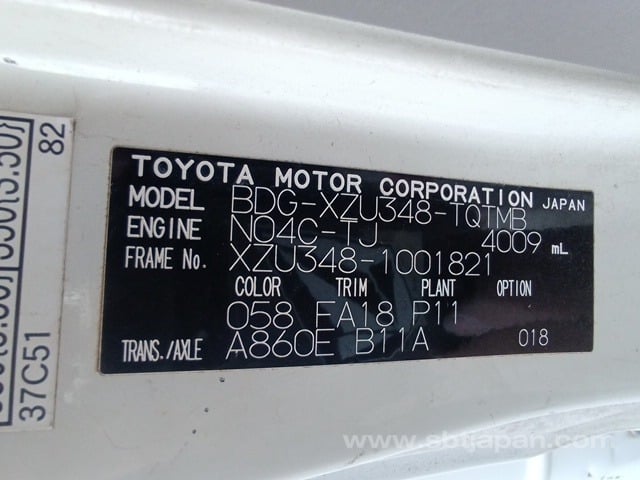 TOYOTA MOTOR CORPORATION JAPAN
MODEL BDG-XZU348-TQTMB
ENGINE N04C-TJ 4009 mL
FRAME No. XZU348-1001821
COLOR TRIM PLANT OPTION
058 FA18 P11
TRANS./AXLE A860E B11A 018
82
37C51
www.sbtjapan.com